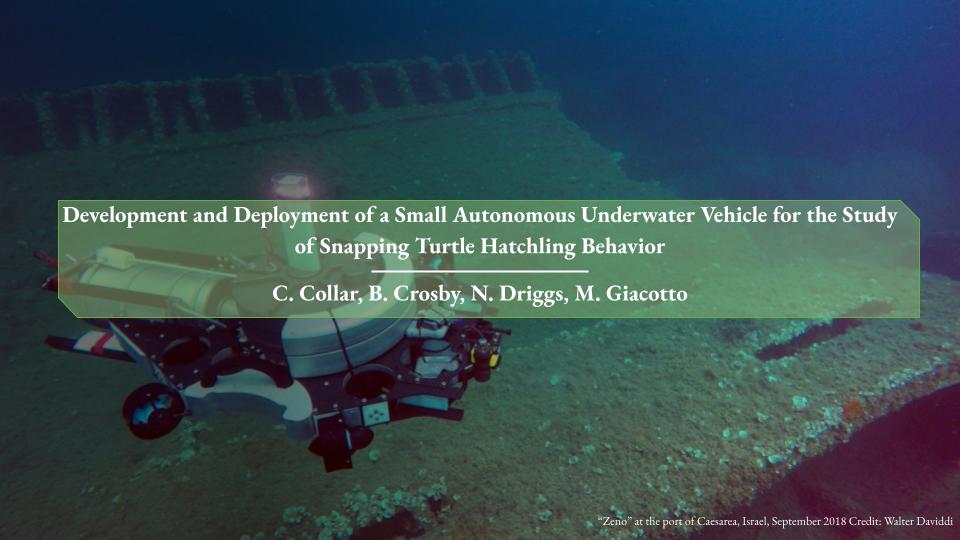 Development and Deployment of a Small Autonomous Underwater Vehicle for the Study
of Snapping Turtle Hatchling Behavior
C. Collar, B. Crosby, N. Driggs, M. Giacotto
“Zeno” at the port of Caesarea, Israel, September 2018 Credit: Walter Daviddi